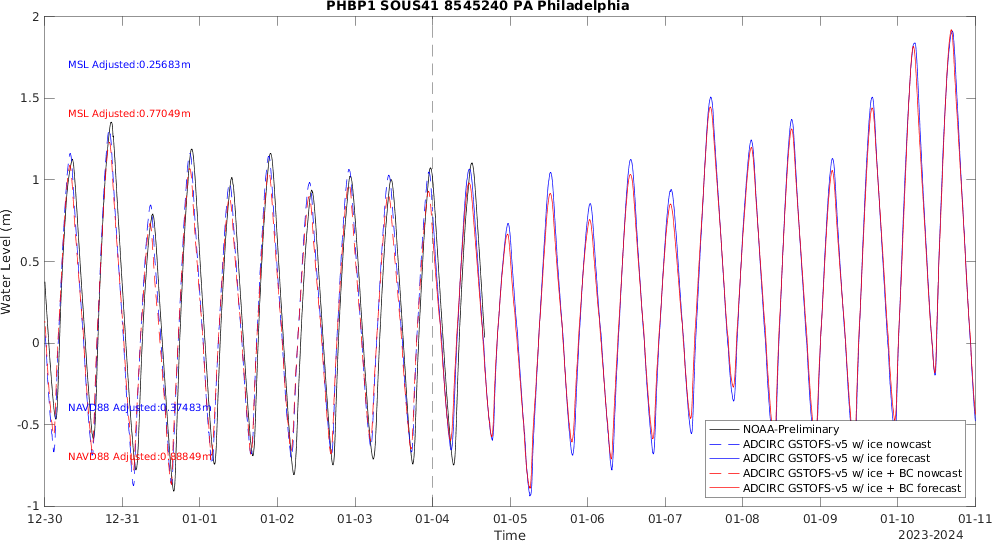 PHBP1 SOUS41 8545240 PA Philadelphia
2
1.5
1
0.5
0
-0.5
-1
Water Level (m)
MSL Adjusted:0.25683m
MSL Adjusted:0.77049m
NAVD88 Adjusted:0.37483m
NAVD88 Adjusted:0.88849m
NOAA-Preliminary
ADCIRC GSTOFS-v5 w/ ice nowcast
ADCIRC GSTOFS-v5 w/ ice forecast
ADCIRC GSTOFS-v5 w/ ice + BC nowcast
ADCIRC GSTOFS-v5 w/ ice + BC forecast
12-30 12-31 01-01 01-02 01-03 01-04 01-05 01-06 01-07 01-08 01-09 01-10 01-11
Time
2023-2024